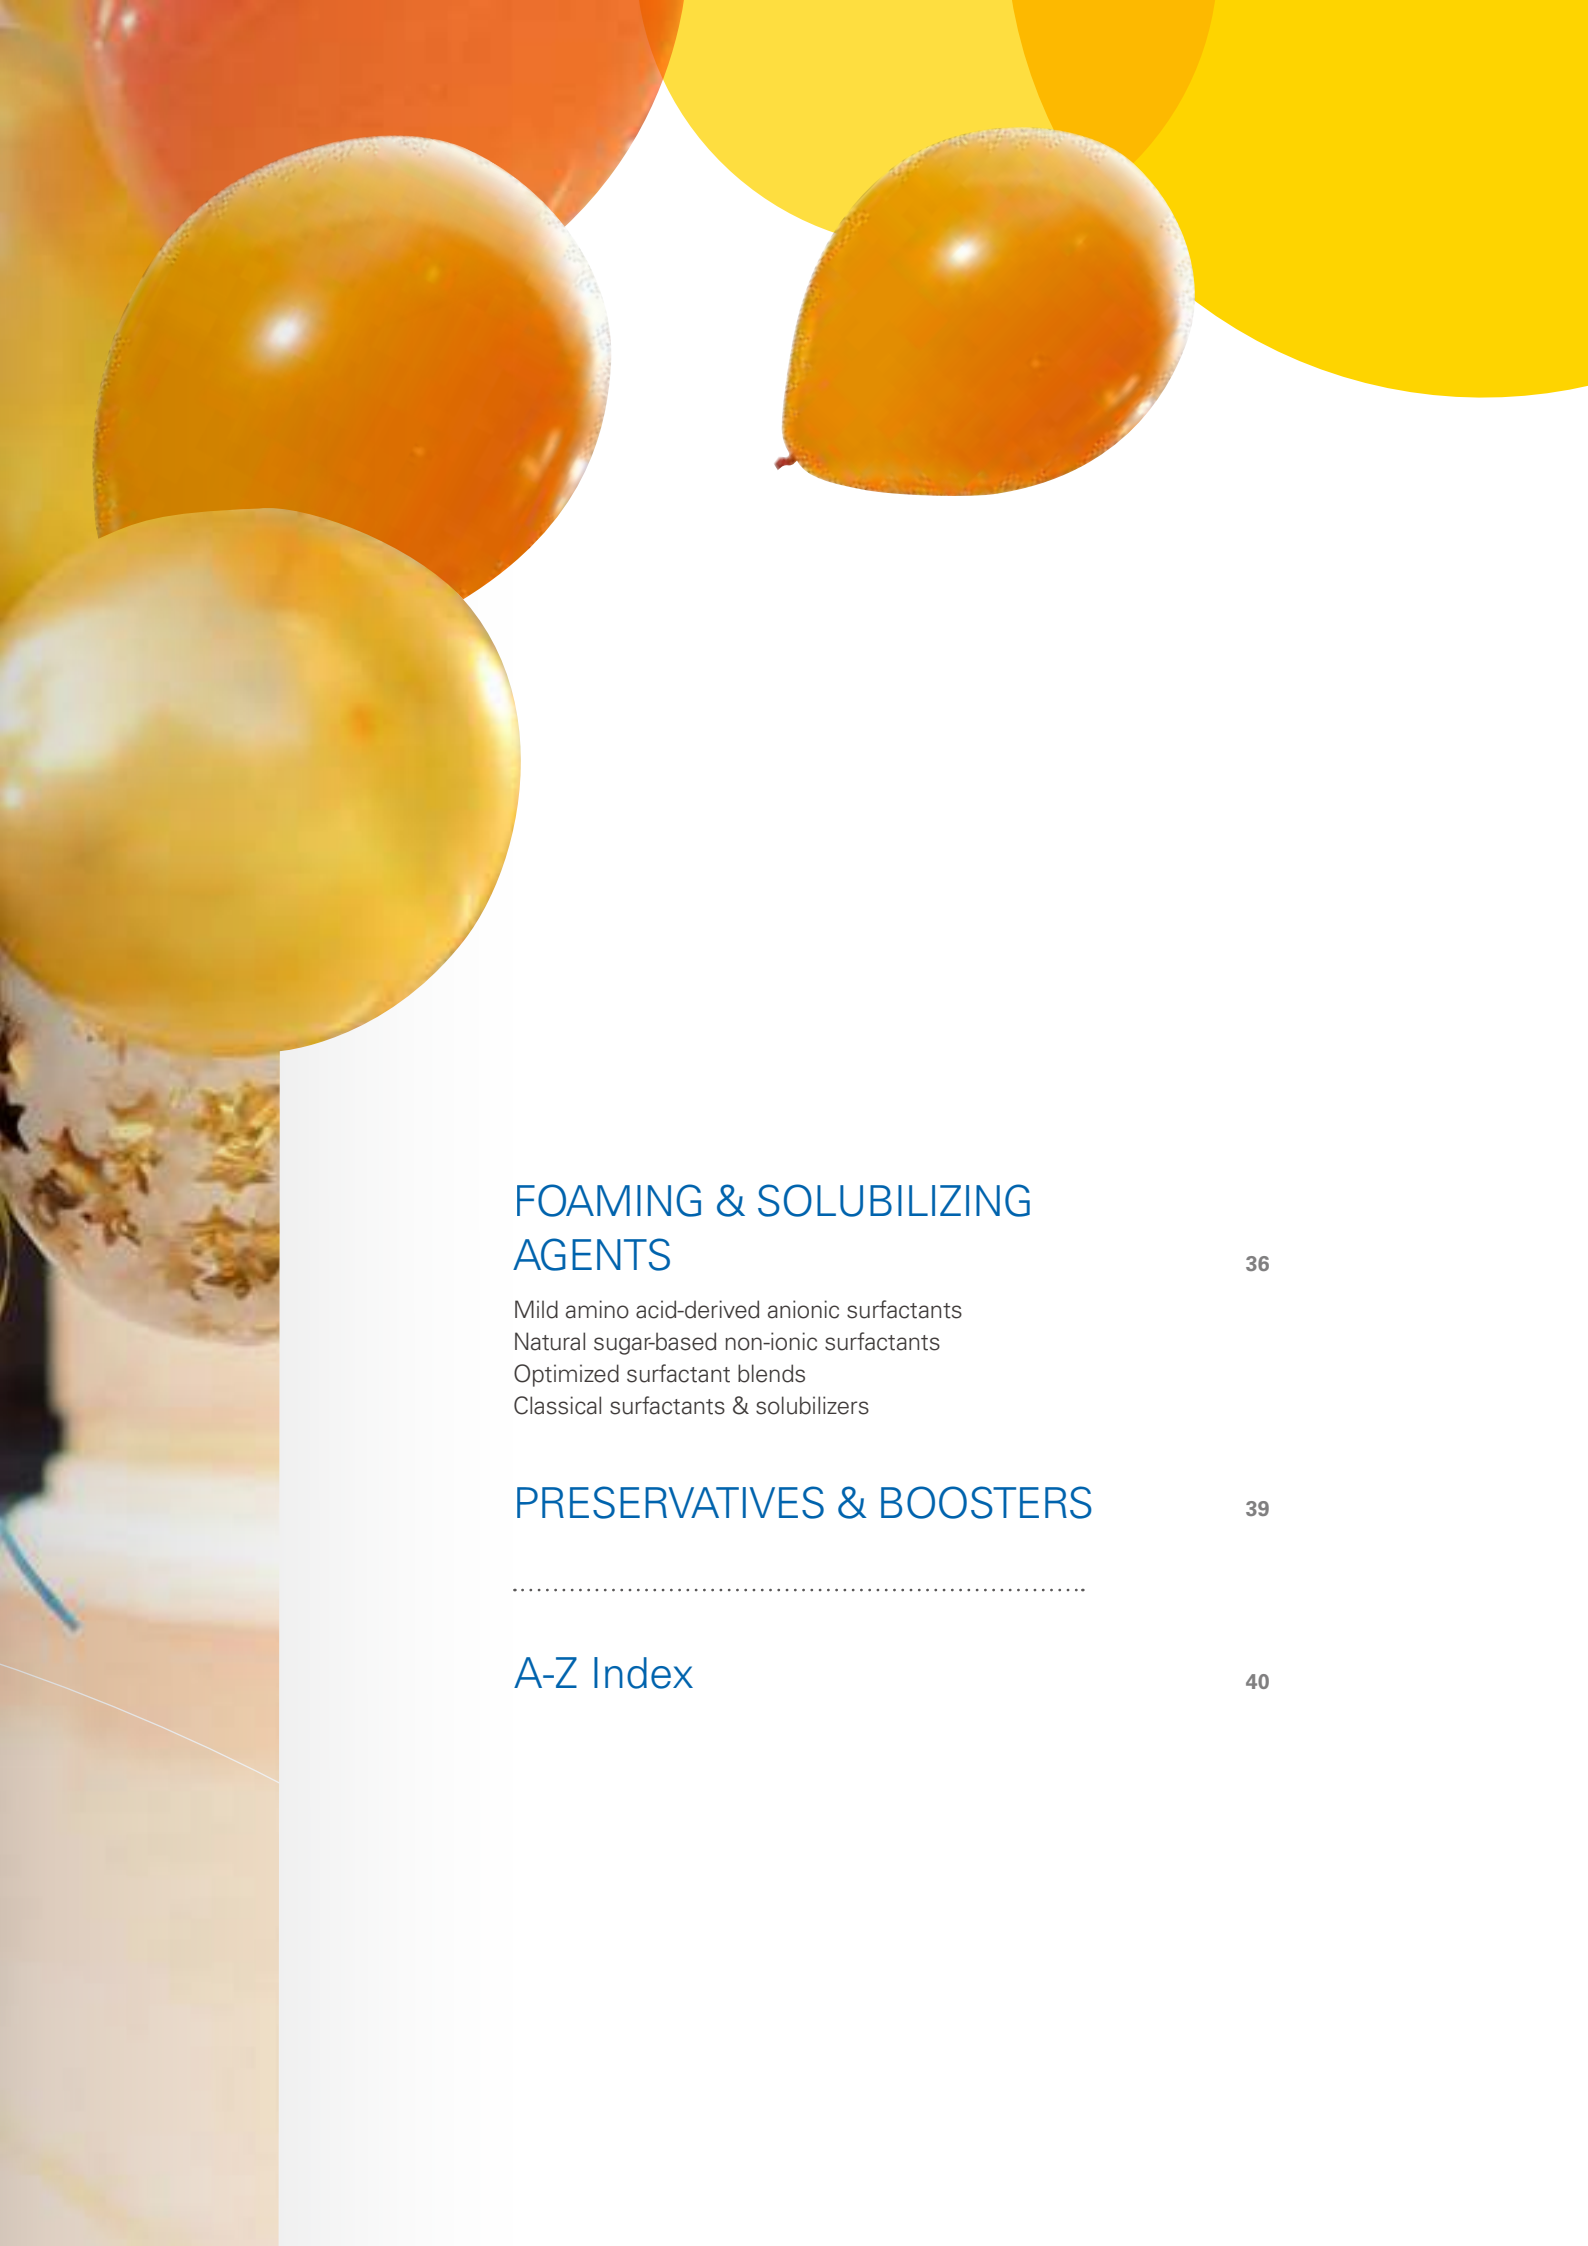 FOAMING & SOLUBILIZING
AGENTS 36
Mild amino acid-derived anionic surfactants
Natural sugar-based non-ionic surfactants
Optimized surfactant blends
Classical surfactants & solubilizers
PRESERVATIVES & BOOSTERS 39
A-Z Index 40